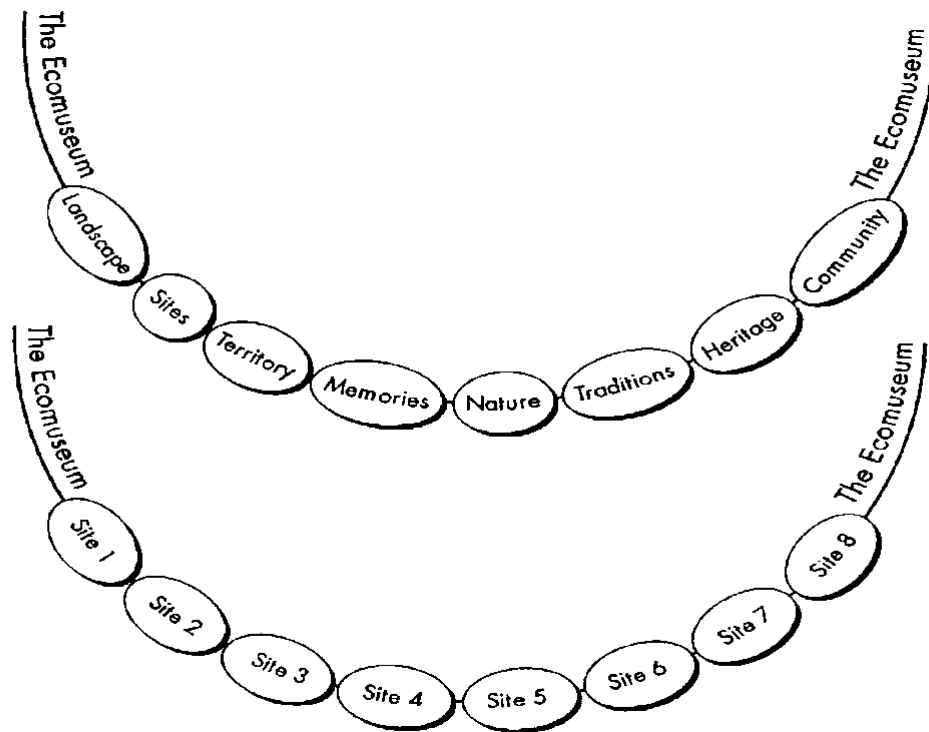 The Ecomuseum
Landscape
Sites
Territory
Memories
Nature
Traditions
Heritage
Community
The Ecomuseum
The Ecomuseum
Site 1
Site 2
Site 3
Site 4
Site 5
Site 6
Site 7
Site 8
The Ecomuseum